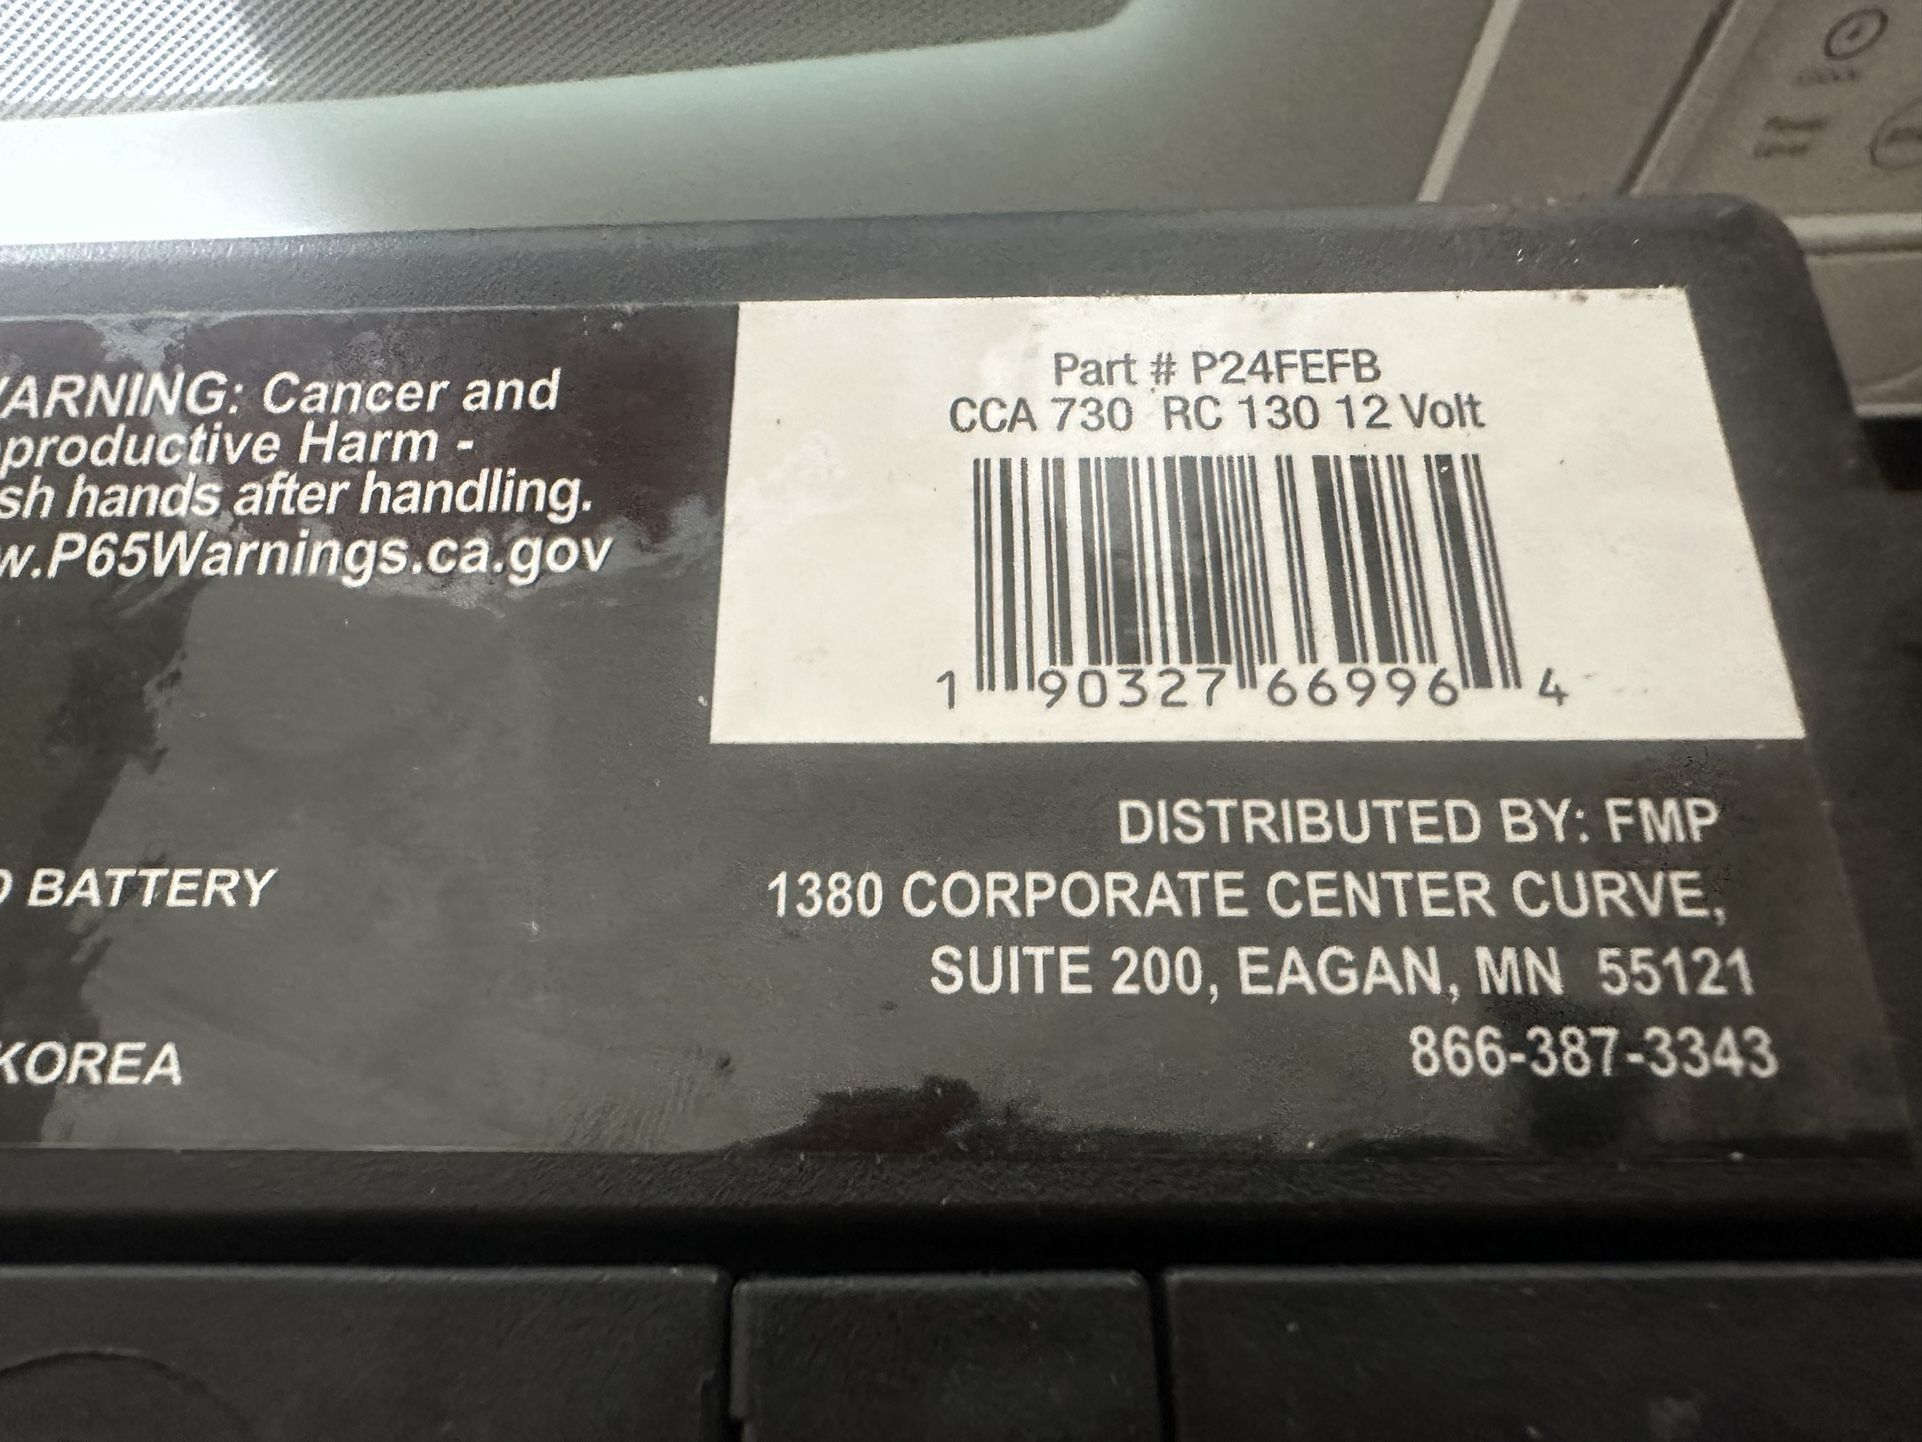 WARNING: Cancer and
productive Harm -
sh hands after handling.
w.P65Warnings.ca.gov
BATTERY
KOREA
Part # P24FEFB
CCA 730 RC 130 12 Volt
1 90327 66996 4
DISTRIBUTED BY: FMP
1380 CORPORATE CENTER CURVE,
SUITE 200, EAGAN, MN 55121
866-387-3343